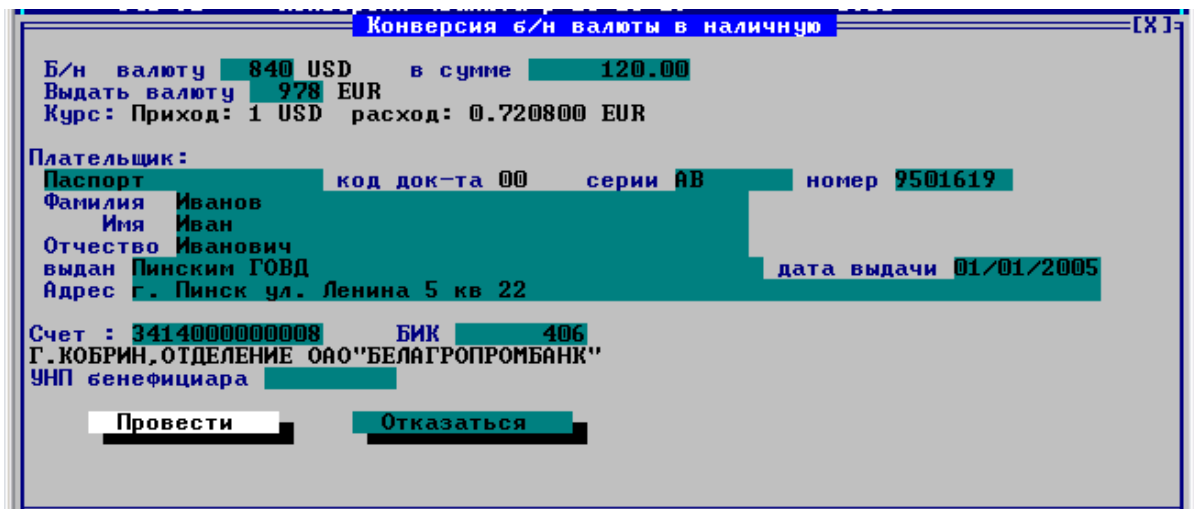 Конверсия б/н валюты в наличную [X]
Б/н валюту 840 USD в сумме 120.00
Выдать валюту 978 EUR
Курс: Приход: 1 USD расход: 0.720800 EUR
Плательщик:
Паспорт код док-та 00 серии АВ номер 9501619
Фамилия Иванов
Имя Иван
Отчество Иванович
выдан Пинским ГОВД дата выдачи 01/01/2005
Адрес г. Пинск ул. Ленина 5 кв 22
Счет : 3414000000008 БИК 406
Г.КОБРИН,ОТДЕЛЕНИЕ ОАО"БЕЛАГРОПРОМБАНК"
УНП бенефициара
Провести Отказаться